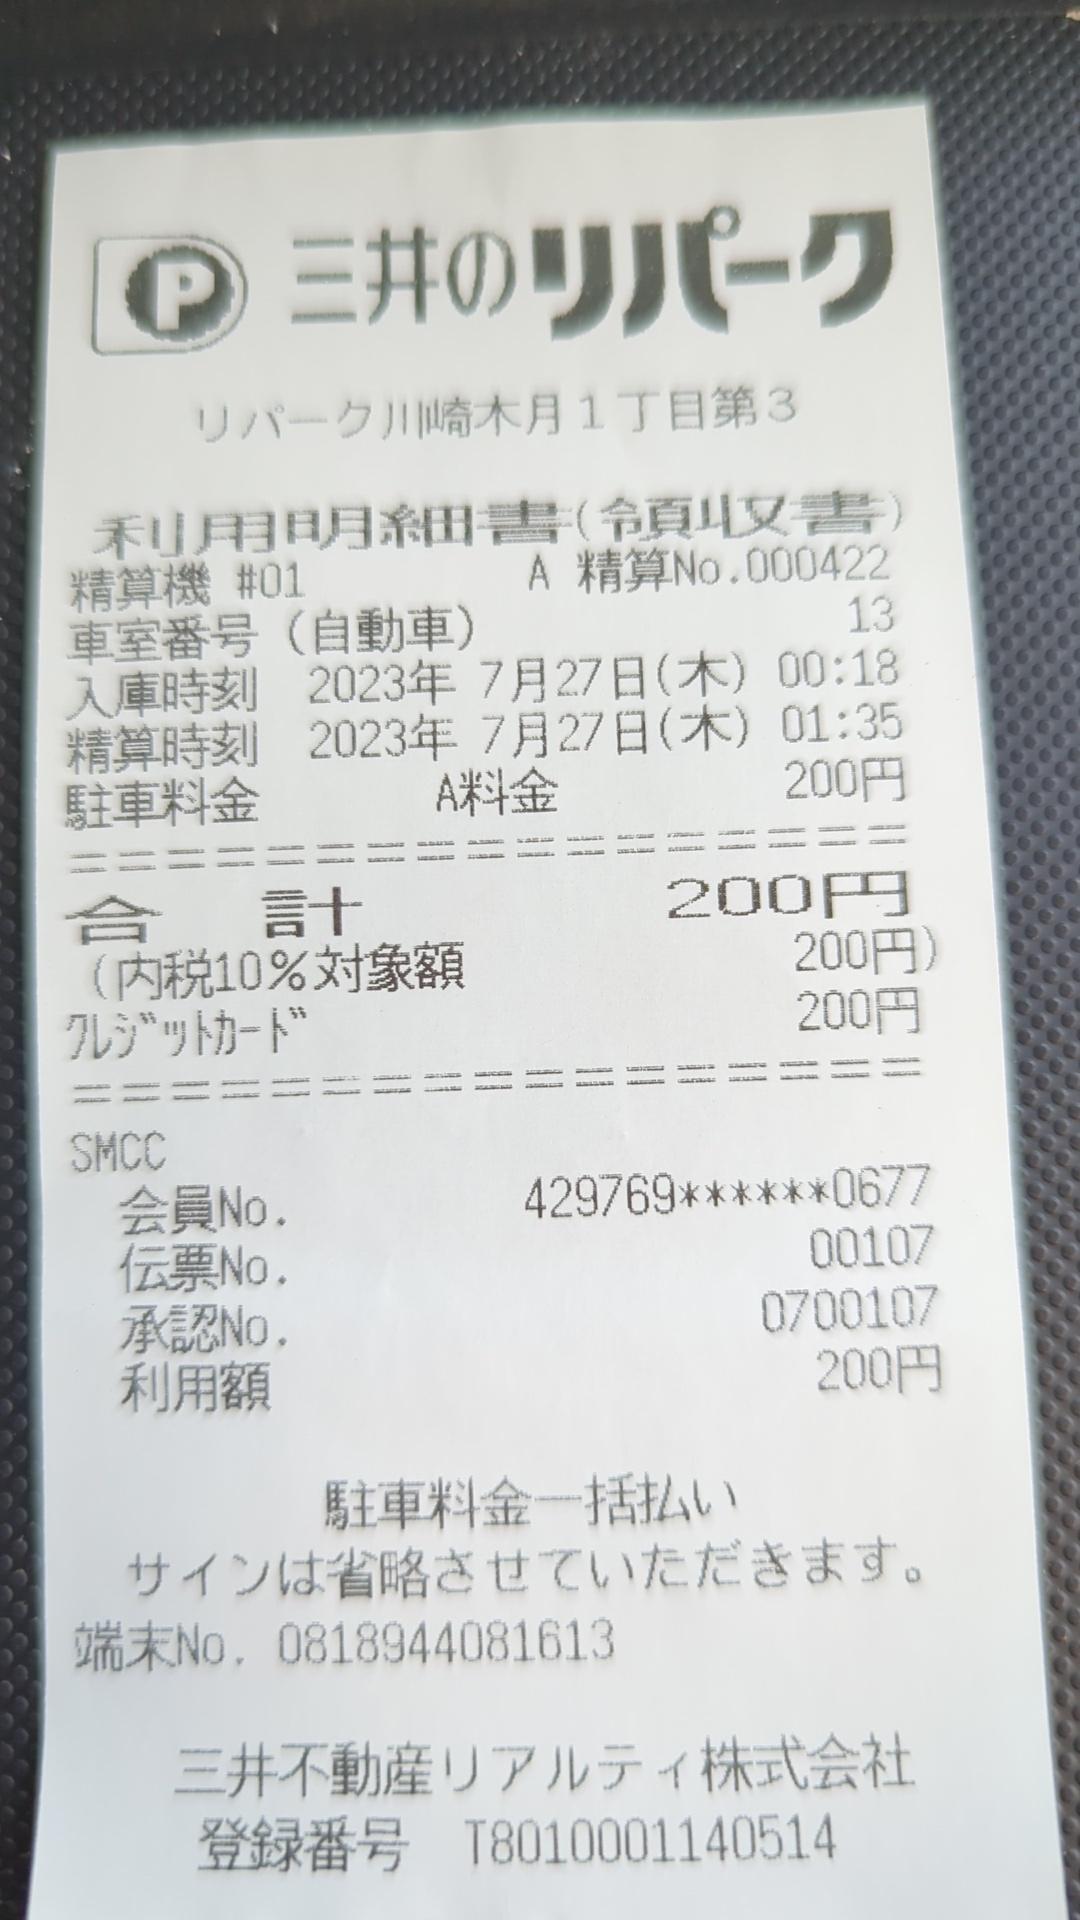 P 三井のリパーク
リパーク川崎木月1丁目第3
利用明細書(領収書)
精算機 #01 A 精算No.000422
車室番号(自動車) 13
入庫時刻 2023年 7月27日(木) 00:18
精算時刻 2023年 7月27日(木) 01:35
駐車料金 A料金 200円
==================
合 計 200円
(内税10%対象額 200円)
クレジットカード 200円
==================
SMCC
会員No. 429769******0677
伝票No. 00107
承認No. 0700107
利用額 200円
駐車料金一括払い
サインは省略させていただきます。
端末No. 0818944081613
三井不動産リアルティ株式会社
登録番号 T8010001140514